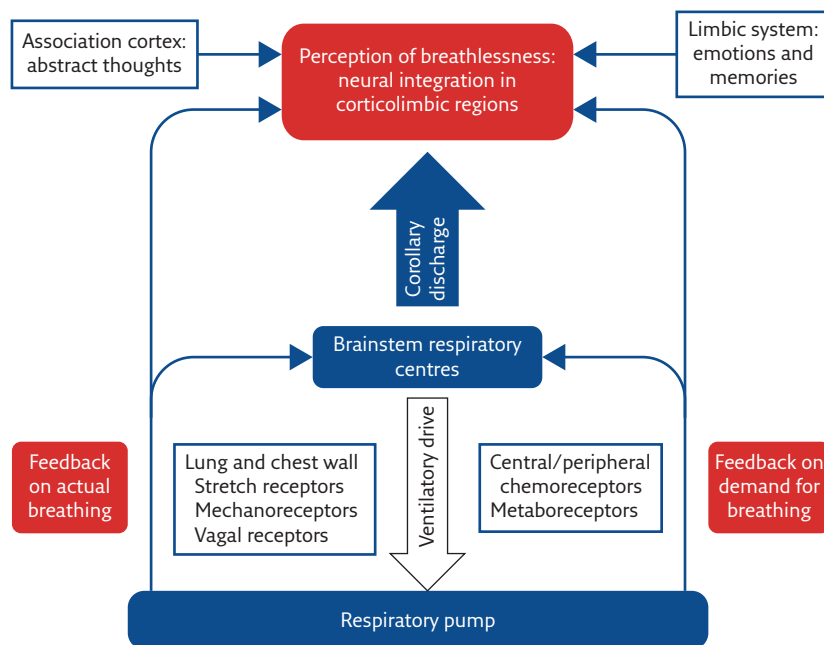 Association cortex:
abstract thoughts
Perception of breathlessness:
neural integration in
corticolimbic regions
Limbic system:
emotions and
memories
Corollary
discharge
Brainstem respiratory
centres
Feedback
on actual
breathing
Lung and chest wall
Stretch receptors
Mechanoreceptors
Vagal receptors
Ventilatory drive
Central/peripheral
chemoreceptors
Metaboreceptors
Feedback on
demand for
breathing
Respiratory pump